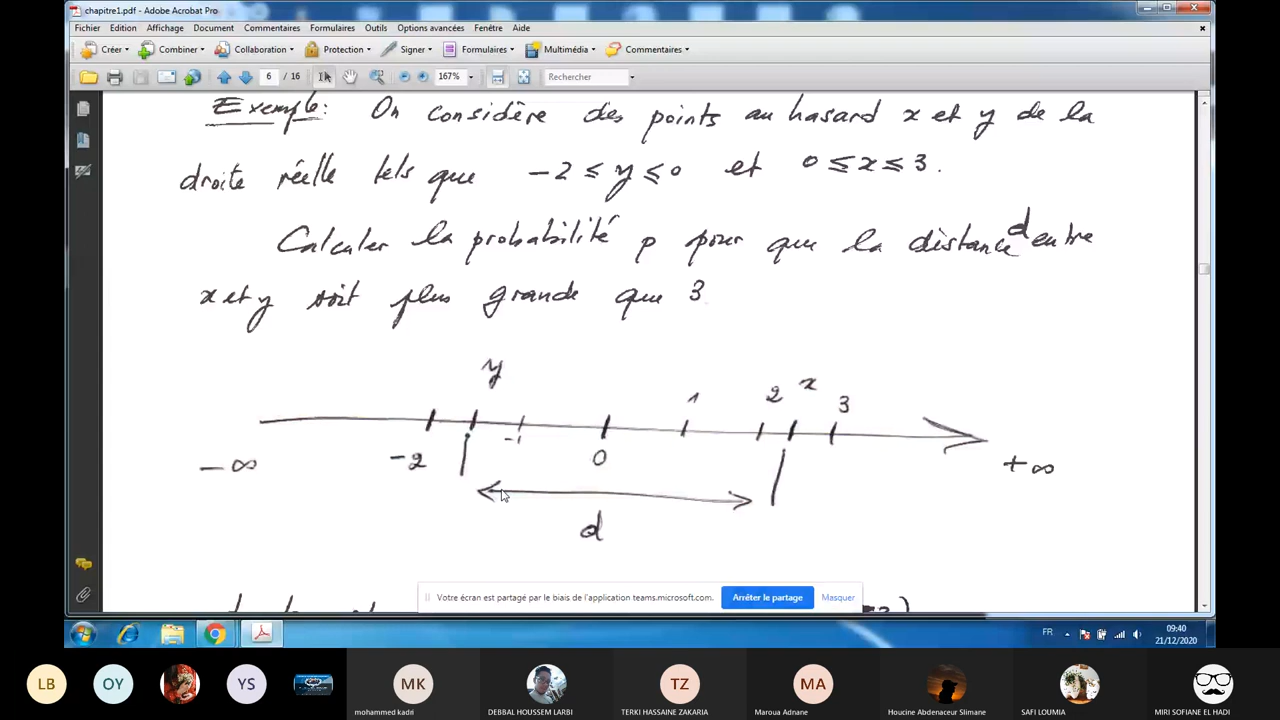 chapitre1.pdf - Adobe Acrobat Pro
Fichier Edition Affichage Document Commentaires Formulaires Outils Options avancées Fenêtre Aide
Créer Combiner Collaboration Protection Signer Formulaires Multimédia Commentaires
6 / 16 167% Rechercher
Exemple: On considère des points au hasard x et y de la
droite réelle tels que -2 ≤ y ≤ 0 et 0 ≤ x ≤ 3.
Calculer la probabilité p pour que la distance d entre
x et y soit plus grande que 3
y 1 2 x 3
-∞ -2 -1 0 +∞
d
Votre écran est partagé par le biais de l'application teams.microsoft.com. Arrêter le partage Masquer
FR 09:40
21/12/2020
LB OY YS MK TZ MA
mohammed kadri DEBBAL HOUSSEM LARBI TERKI HASSAINE ZAKARIA Maroua Adnane Houcine Abdenaceur Slimane SAFI LOUMIA MIRI SOFIANE EL HADI